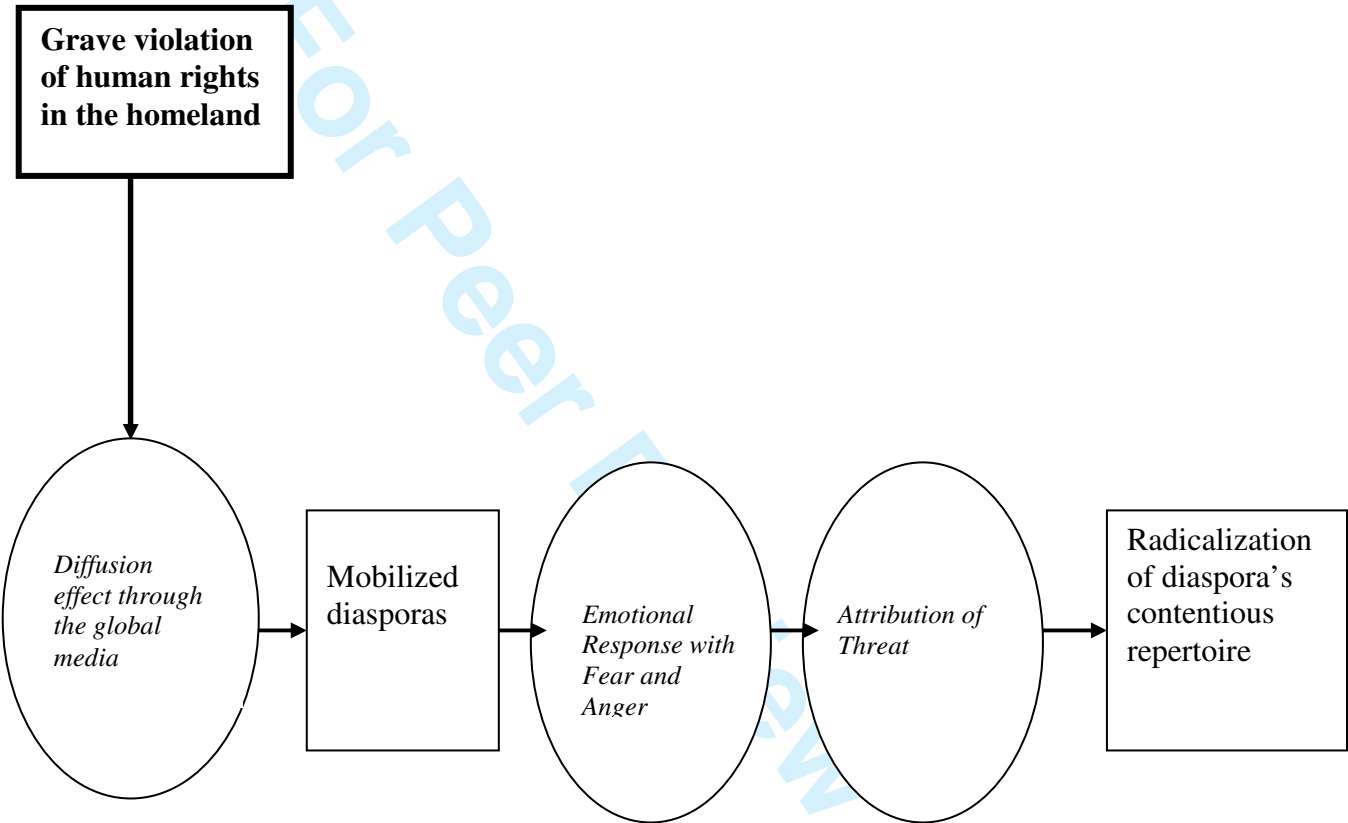 Grave violation
of human rights
in the homeland
Diffusion
effect through
the global
media
Mobilized
diasporas
Emotional
Response with
Fear and
Anger
Attribution of
Threat
Radicalization
of diaspora's
contentious
repertoire
For Peer Review